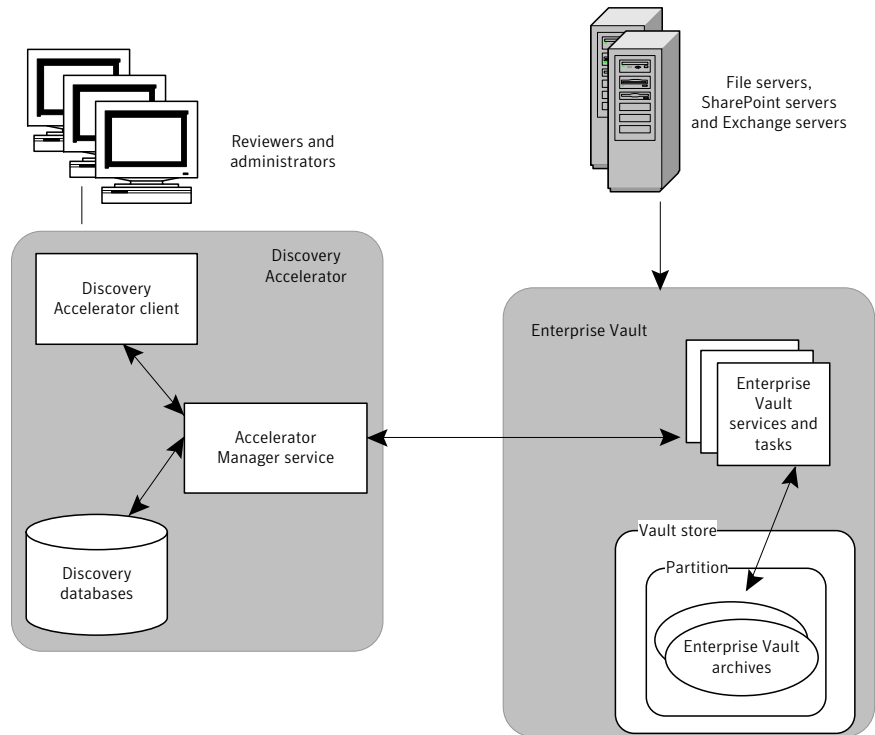 Reviewers and
administrators
File servers,
SharePoint servers
and Exchange servers
Discovery
Accelerator
Discovery
Accelerator client
Accelerator
Manager service
Discovery
databases
Enterprise Vault
Enterprise
Vault
services and
tasks
Vault store
Partition
Enterprise Vault
archives